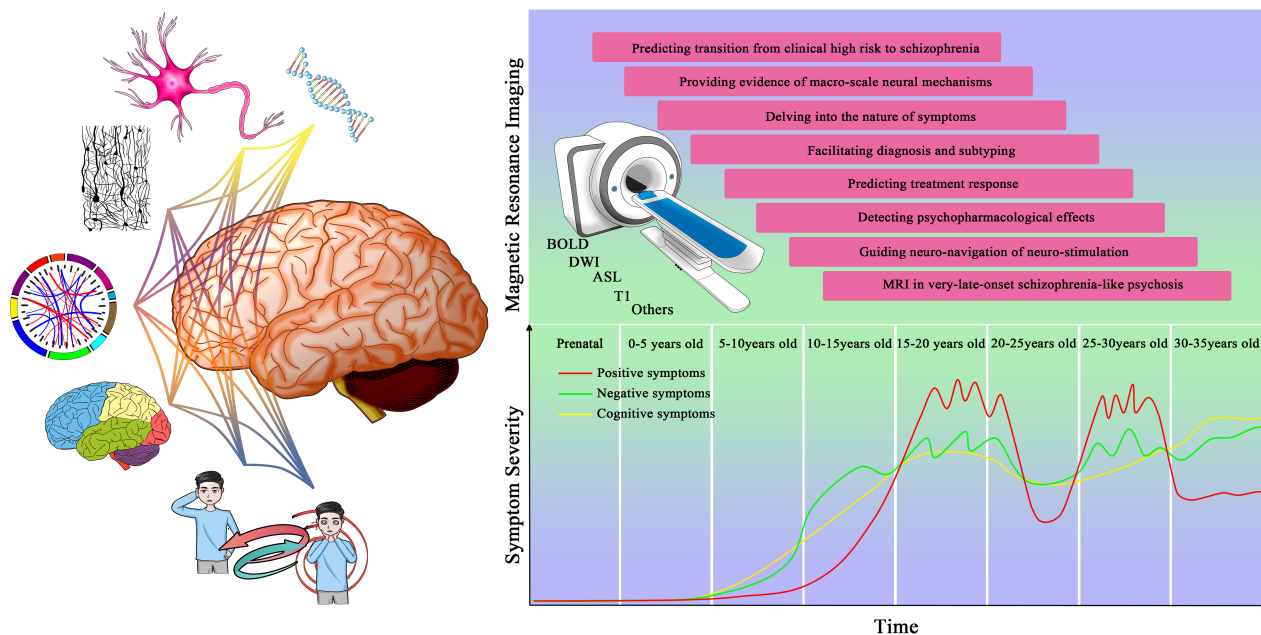 Magnetic Resonance Imaging
Predicting transition from clinical high risk to schizophrenia
Providing evidence of macro-scale neural mechanisms
Delving into the nature of symptoms
Facilitating diagnosis and subtyping
Predicting treatment response
Detecting psychopharmacological effects
Guiding neuro-navigation of neuro-stimulation
MRI in very-late-onset schizophrenia-like psychosis
BOLD
DWI
ASL
T1
Others
Symptom Severity
Prenatal 0-5 years old 5-10years old 10-15years old 15-20 years old 20-25years old 25-30years old 30-35years old
Positive symptoms
Negative symptoms
Cognitive symptoms
Time